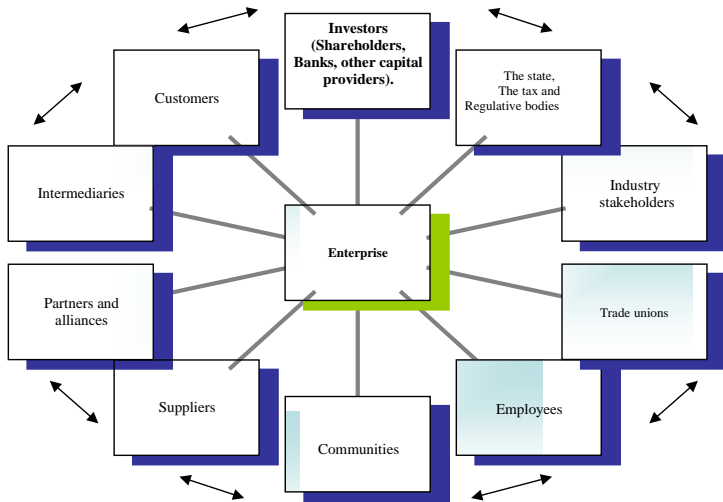 Investors
(Shareholders,
Banks, other capital
providers).
Customers
The state,
The tax and
Regulative bodies
Intermediaries
Industry
stakeholders
Enterprise
Partners and
alliances
Trade unions
Suppliers
Employees
Communities